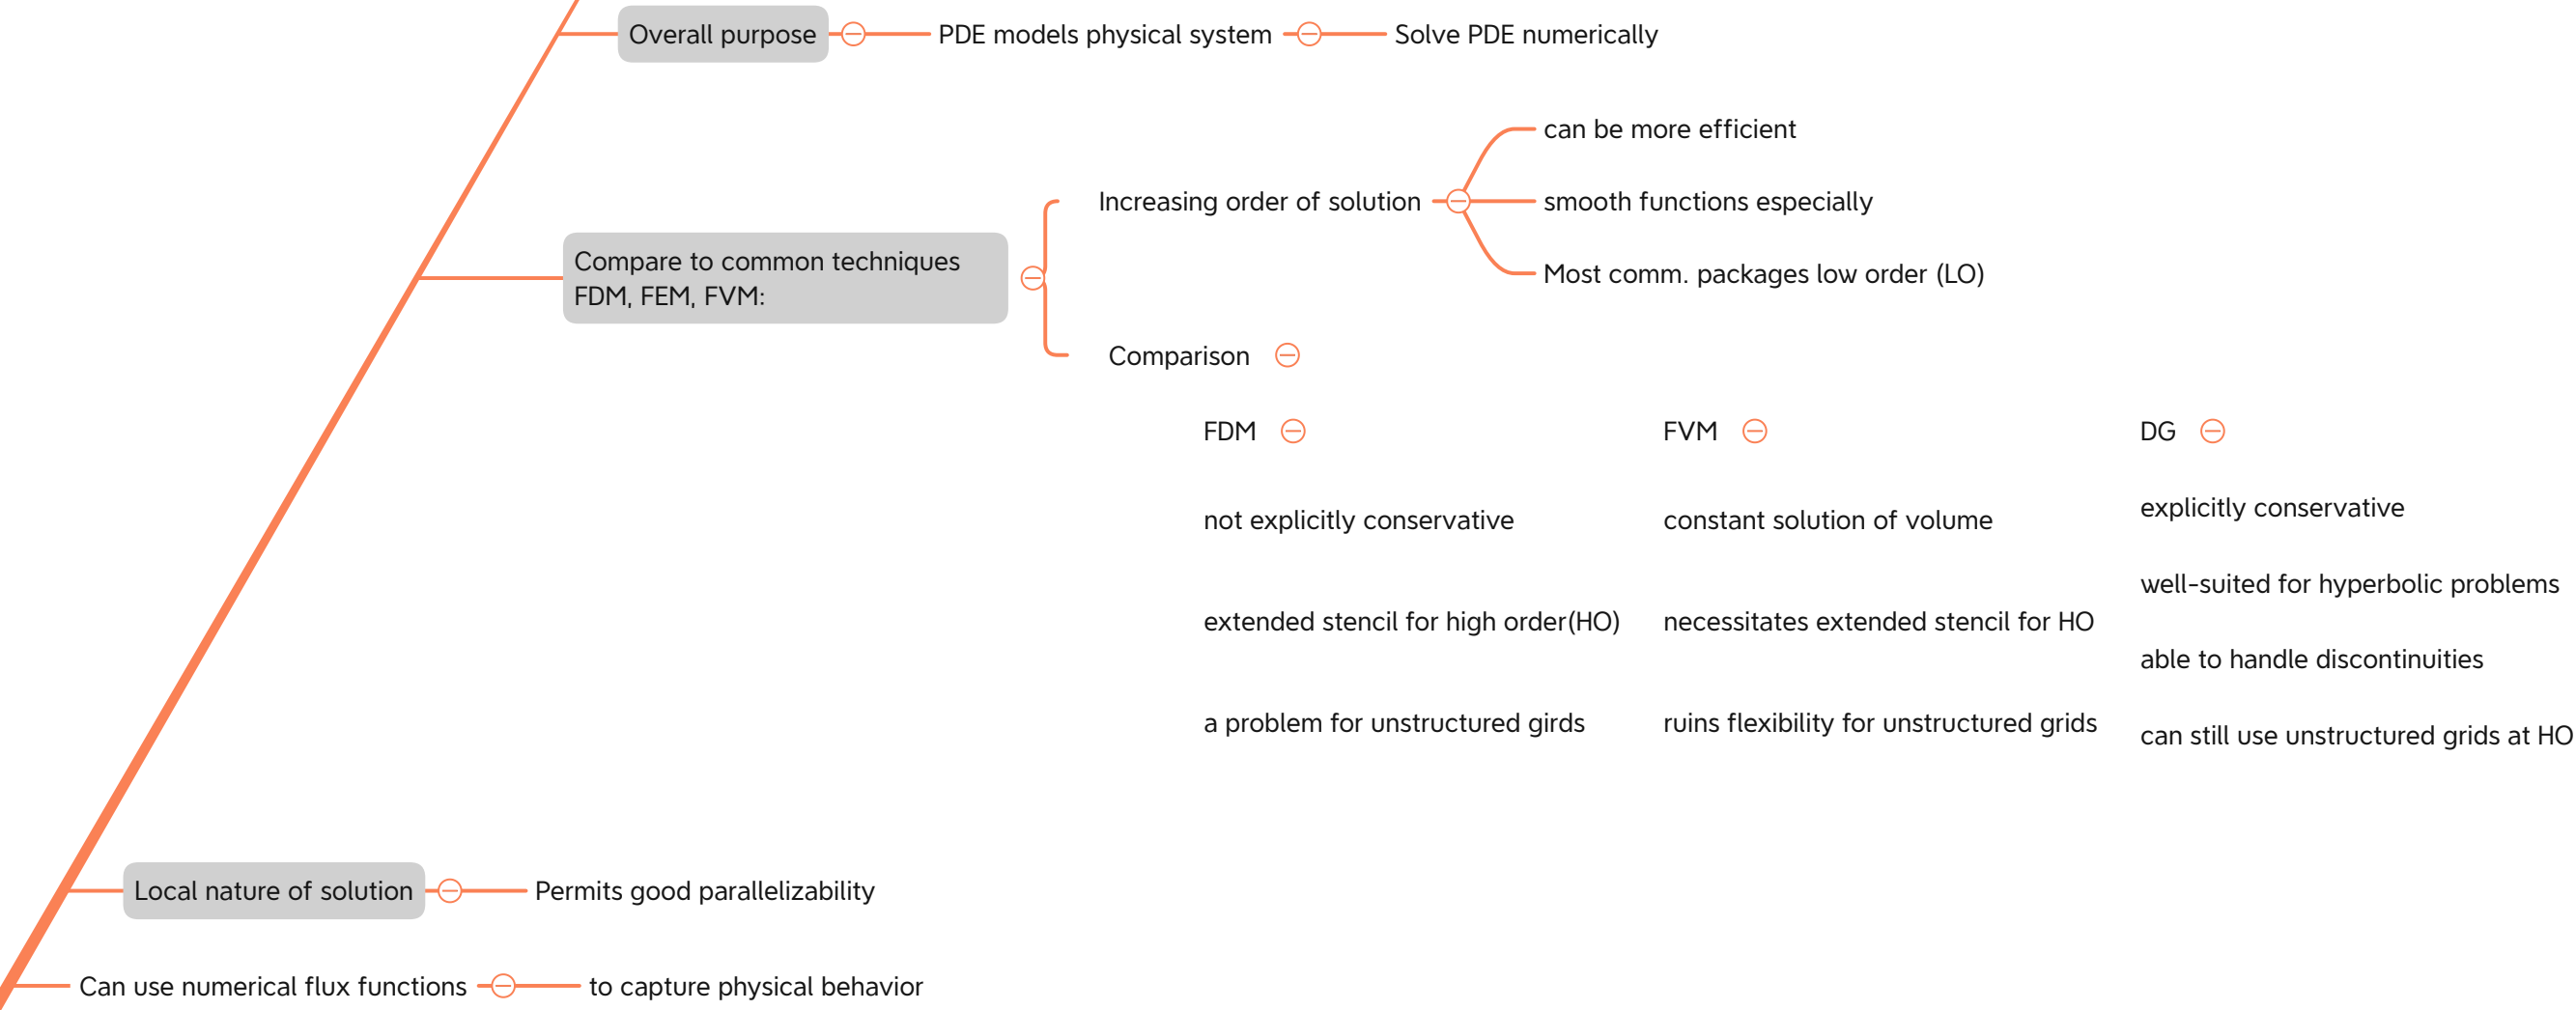 Overall purpose
PDE models physical system
Solve PDE numerically
Compare to common techniques
FDM, FEM, FVM:
Increasing order of solution
can be more efficient
smooth functions especially
Most comm. packages low order (LO)
Comparison
FDM
not explicitly conservative
extended stencil for high order(HO)
a problem for unstructured girds
FVM
constant solution of volume
necessitates extended stencil for HO
ruins flexibility for unstructured grids
DG
explicitly conservative
well-suited for hyperbolic problems
able to handle discontinuities
can still use unstructured grids at HO
Local nature of solution
Permits good parallelizability
Can use numerical flux functions
to capture physical behavior